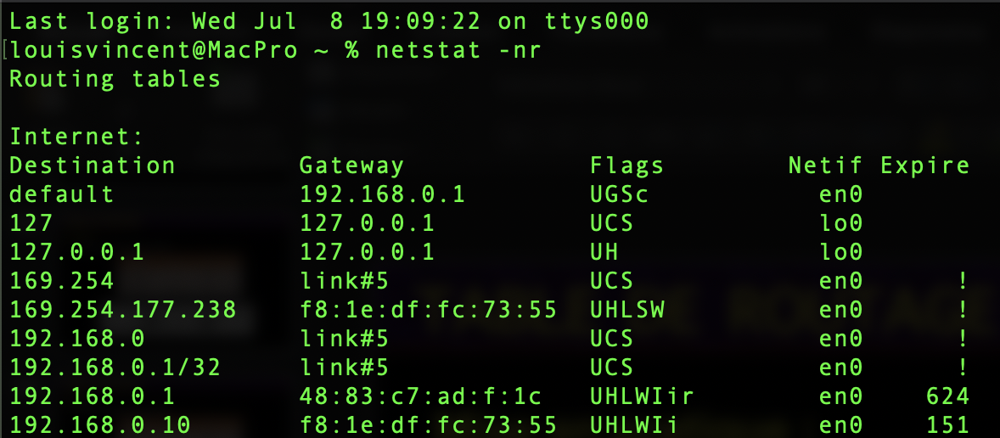 Last login: Wed Jul  8 19:09:22 on ttys000
[louisvincent@MacPro ~ % netstat -nr
Routing tables
Internet:
Destination        Gateway            Flags        Netif Expire
default            192.168.0.1        UGSc           en0
127                127.0.0.1          UCS            lo0
127.0.0.1          127.0.0.1          UH             lo0
169.254            link#5             UCS            en0      !
169.254.177.238    f8:1e:df:fc:73:55  UHLSW          en0      !
192.168.0          link#5             UCS            en0      !
192.168.0.1/32     link#5             UCS            en0      !
192.168.0.1        48:83:c7:ad:f:1c   UHLWIir        en0    624
192.168.0.10       f8:1e:df:fc:73:55  UHLWIi         en0    151